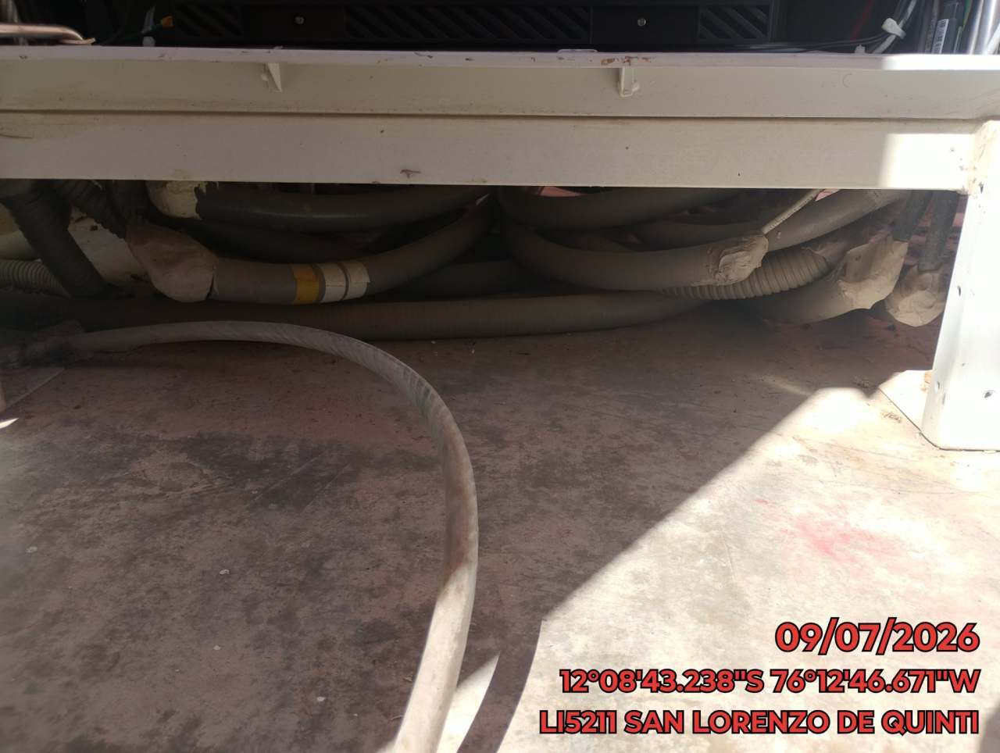 09/07/2026
12°08'43.238"S 76°12'46.671"W
LI5211 SAN LORENZO DE QUINTI